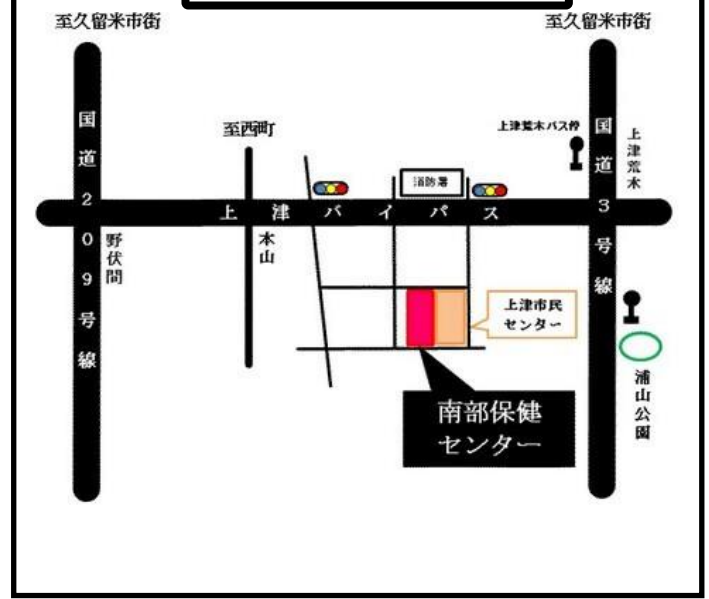 至久留米市街
至久留米市街
国道209号線
至西町
上津荒木バス停
国道3号線
上津荒木
消防署
上津バイパス
野伏間
本山
上津市民
センター
南部保健
センター
浦山公園